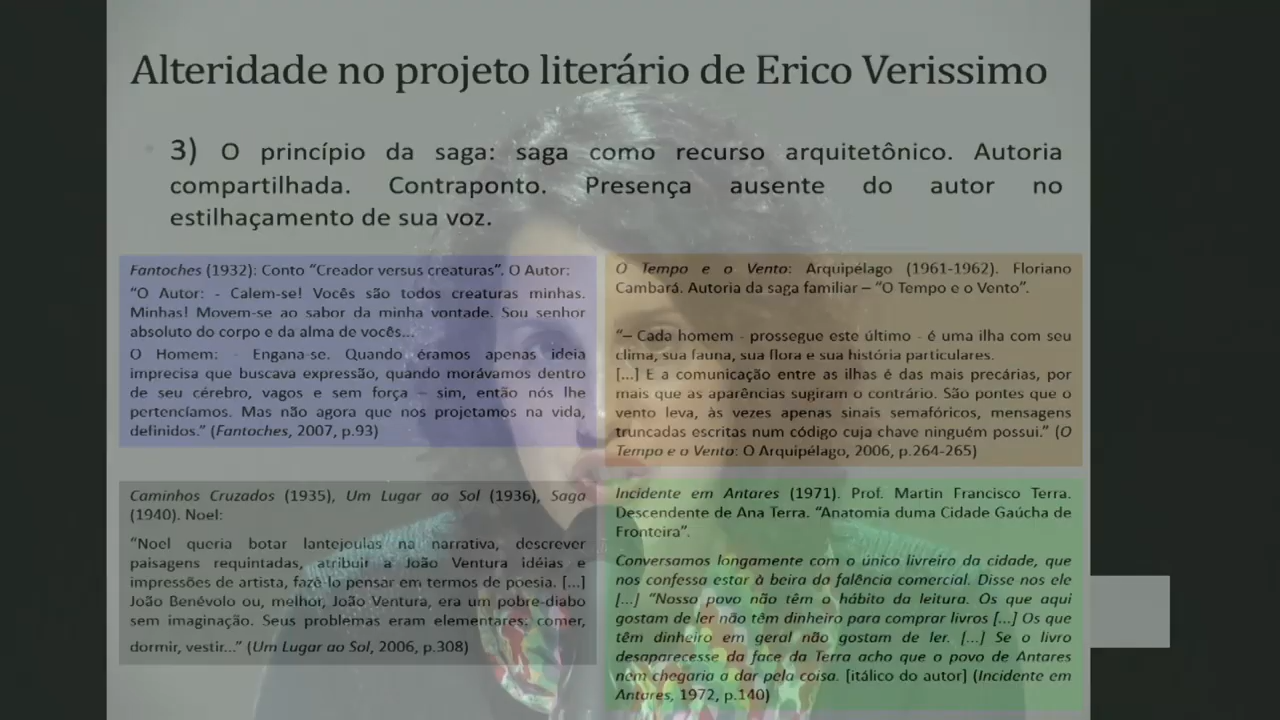 Alteridade no projeto literário de Erico Verissimo
3) O princípio da saga: saga como recurso arquitetônico. Autoria
compartilhada. Contraponto. Presença ausente do autor no
estilhaçamento de sua voz.
Fantoches (1932): Conto “Creador versus creaturas”. O Autor:
“O Autor: - Calem-se! Vocês são todos creaturas minhas.
Minhas! Movem-se ao sabor da minha vontade. Sou senhor
absoluto do corpo e da alma de vocês...
O Homem: - Engana-se. Quando éramos apenas ideia
imprecisa que buscava expressão, quando morávamos dentro
de seu cérebro, vagos e sem força – sim, então nós lhe
pertencíamos. Mas não agora que nos projetamos na vida,
definidos.” (Fantoches, 2007, p.93)
Caminhos Cruzados (1935), Um Lugar ao Sol (1936), Saga
(1940). Noel:
“Noel queria botar lantejoulas na narrativa, descrever
paisagens requintadas, atribuir a João Ventura idéias e
impressões de artista, fazê-lo pensar em termos de poesia. [...]
João Benévolo ou, melhor, João Ventura, era um pobre-diabo
sem imaginação. Seus problemas eram elementares: comer,
dormir, vestir...” (Um Lugar ao Sol, 2006, p.308)
O Tempo e o Vento: Arquipélago (1961-1962). Floriano
Cambará. Autoria da saga familiar – “O Tempo e o Vento”.
“– Cada homem - prossegue este último - é uma ilha com seu
clima, sua fauna, sua flora e sua história particulares.
[...] E a comunicação entre as ilhas é das mais precárias, por
mais que as aparências sugiram o contrário. São pontes que o
vento leva, às vezes apenas sinais semafóricos, mensagens
truncadas escritas num código cuja chave ninguém possui.” (O
Tempo e o Vento: O Arquipélago, 2006, p.264-265)
Incidente em Antares (1971). Prof. Martin Francisco Terra.
Descendente de Ana Terra. “Anatomia duma Cidade Gaúcha de
Fronteira”.
Conversamos longamente com o único livreiro da cidade, que
nos confessa estar à beira da falência comercial. Disse nos ele
[...] “Nosso povo não têm o hábito da leitura. Os que aqui
gostam de ler não têm dinheiro para comprar livros [...] Os que
têm dinheiro em geral não gostam de ler. [...] Se o livro
desaparecesse da face da Terra acho que o povo de Antares
nem chegaria a dar pela coisa. [itálico do autor] (Incidente em
Antares, 1972, p.140)